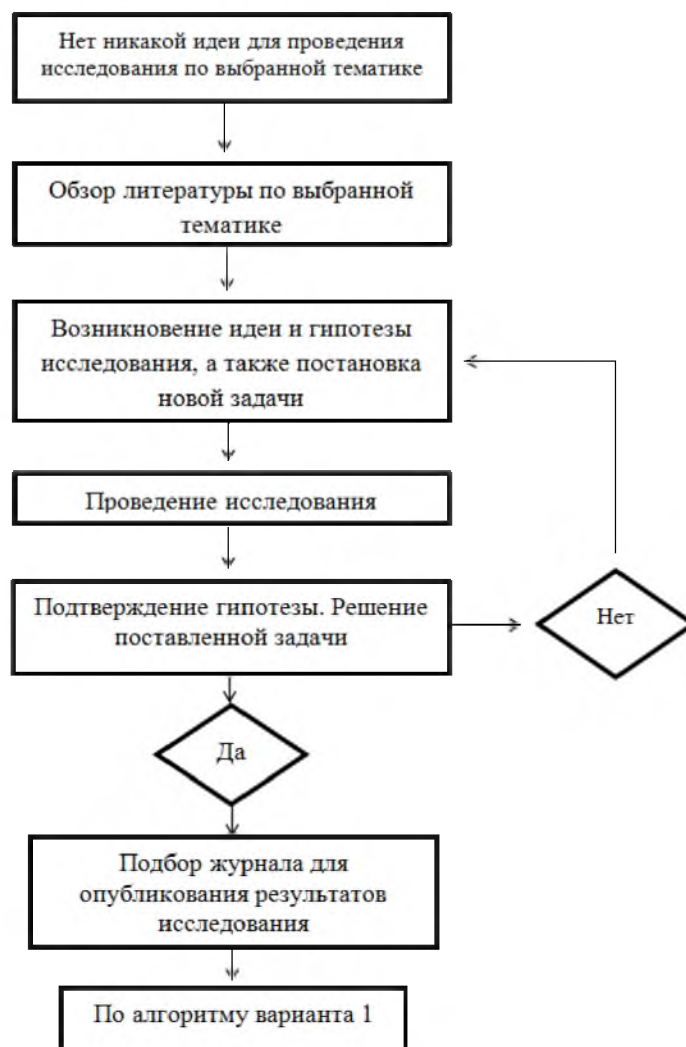 Нет никакой идеи для проведения
исследования по выбранной тематике
Обзор литературы по выбранной
тематике
Возникновение идеи и гипотезы
исследования, а также постановка
новой задачи
Проведение исследования
Подтверждение гипотезы. Решение
поставленной задачи
Нет
Да
Подбор журнала для
опубликования результатов
исследования
По алгоритму варианта 1